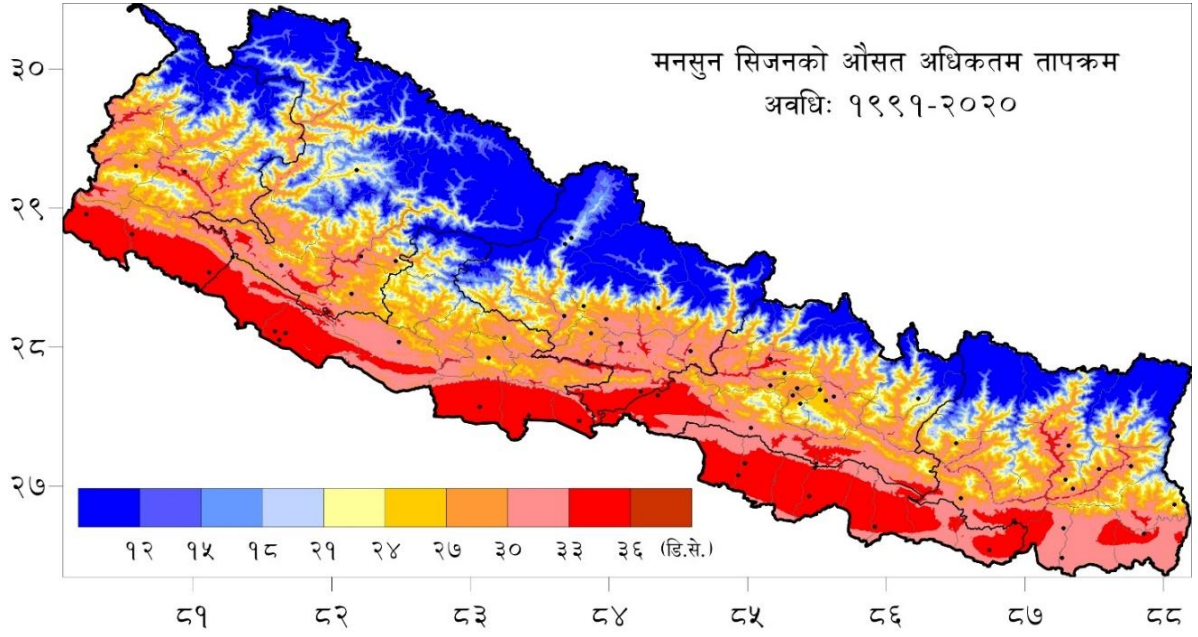 मनसुन सिजनको औसत अधिकतम तापक्रम
अवधिः १९९१-२०२०
३०
२९
२८
२७
१२ १५ १८ २१ २४ २७ ३० ३३ ३६ (डि.से.)
८१ ८२ ८३ ८४ ८५ ८६ ८७ ८८